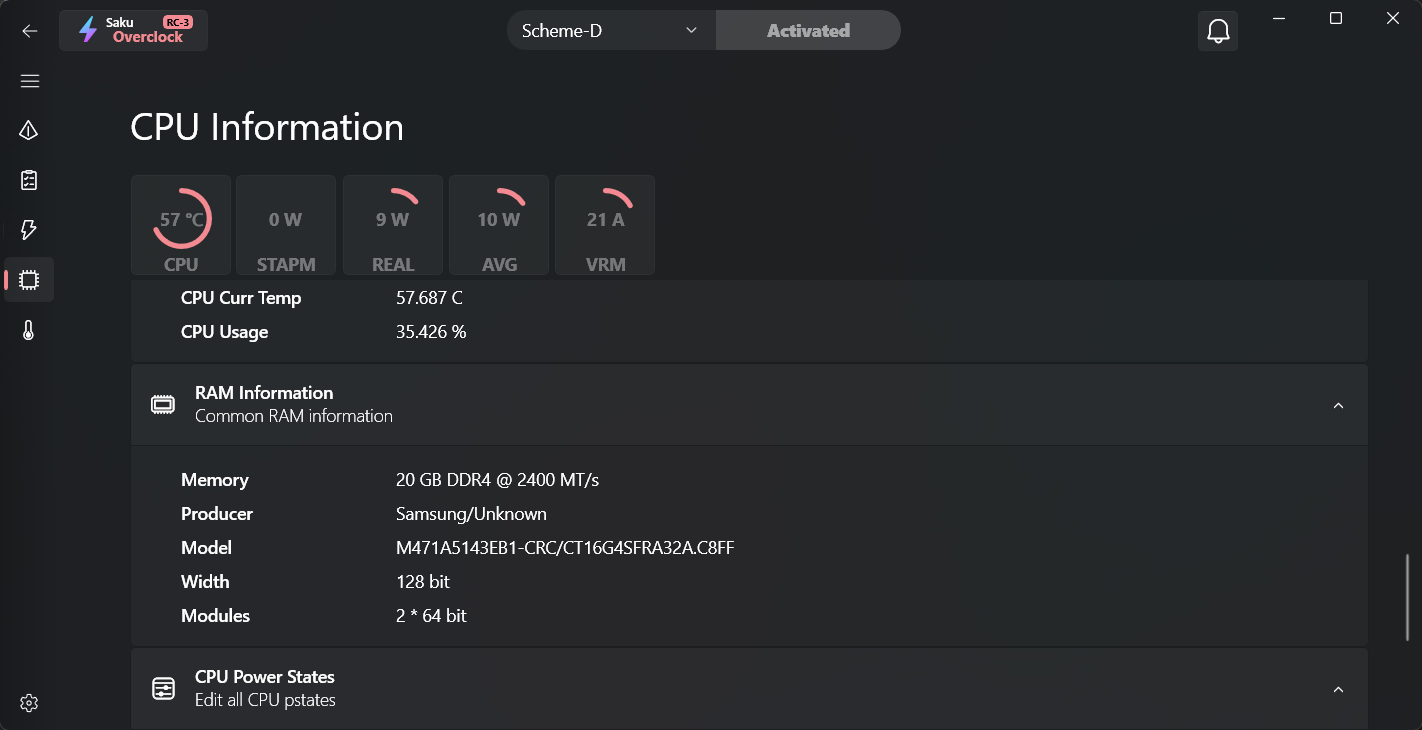 Saku RC-3
Overclock
Scheme-D
Activated
CPU Information
57 ℃ 0 W 9 W 10 W 21 A
CPU STAPM REAL AVG VRM
CPU Curr Temp 57.687 C
CPU Usage 35.426 %
RAM Information
Common RAM information
Memory 20 GB DDR4 @ 2400 MT/s
Producer Samsung/Unknown
Model M471A5143EB1-CRC/CT16G4SFRA32A.C8FF
Width 128 bit
Modules 2 * 64 bit
CPU Power States
Edit all CPU pstates